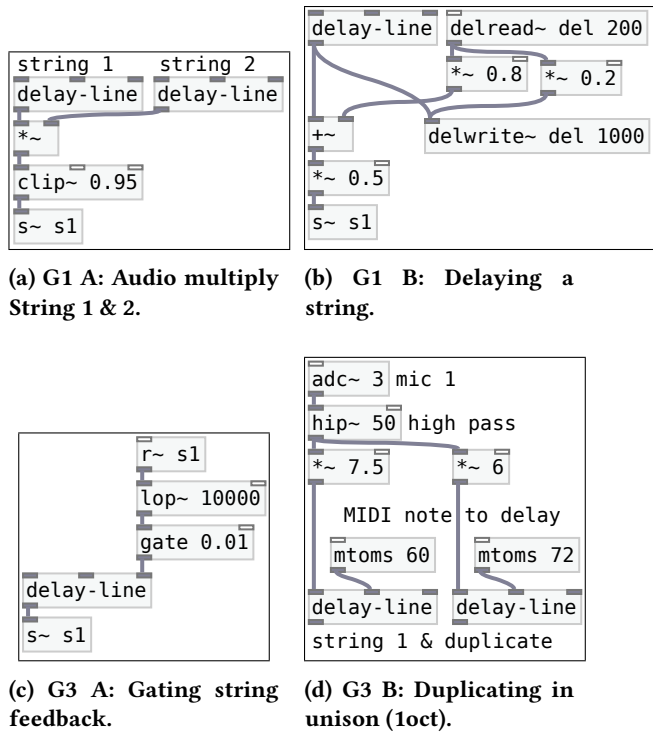 string 1 string 2
delay-line delay-line
*~
clip~ 0.95
s~ s1
(a) G1 A: Audio multiply
String 1 & 2.
delay-line delread~ del 200
*~ 0.8 *~ 0.2
+~ delwrite~ del 1000
*~ 0.5
s~ s1
(b) G1 B: Delaying a
string.
r~ s1
lop~ 10000
gate 0.01
delay-line
s~ s1
(c) G3 A: Gating string
feedback.
adc~ 3 mic 1
hip~ 50 high pass
*~ 7.5 *~ 6
MIDI note to delay
mtoms 60 mtoms 72
delay-line delay-line
string 1 & duplicate
(d) G3 B: Duplicating in
unison (1oct).